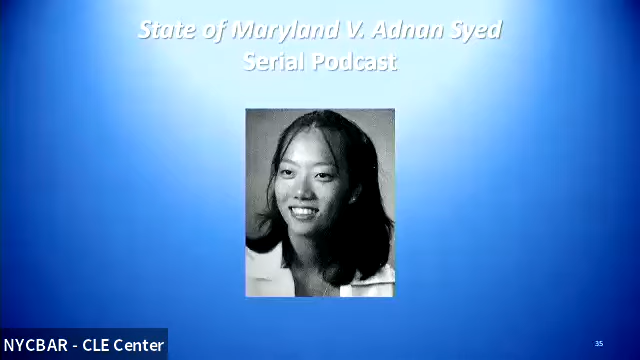 State of Maryland V. Adnan Syed
Serial Podcast
NYCBAR - CLE Center
35